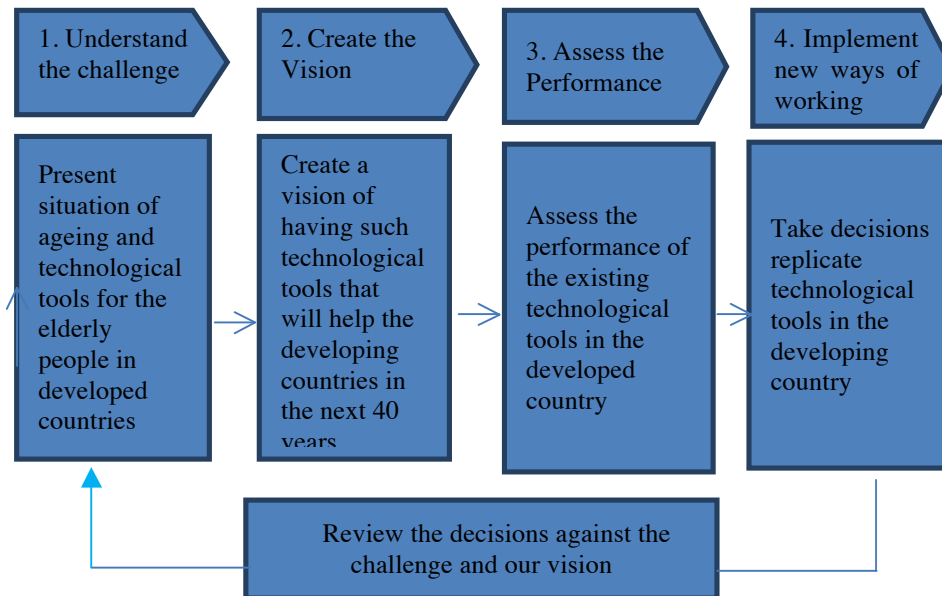 1. Understand
the challenge
2. Create the
Vision
3. Assess the
Performance
4. Implement
new ways of
working
Present
situation of
ageing and
technological
tools for the
elderly
people in
developed
countries
Create a
vision of
having such
technological
tools that
will help the
developing
countries in
the next 40
years
Assess the
performance of
the existing
technological
tools in the
developed
country
Take decisions
replicate
technological
tools in the
developing
country
Review the decisions against the
challenge and our vision